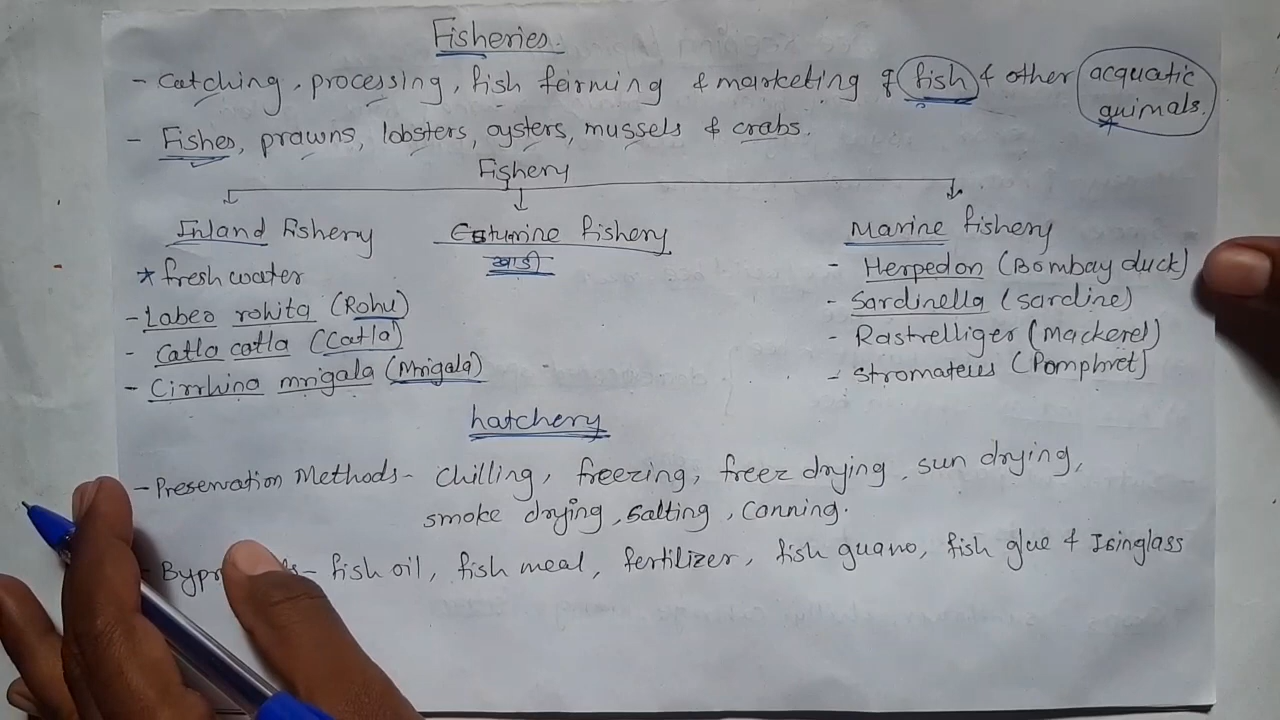 Fisheries.
- Catching, processing, fish farming & marketing of fish & other acquatic animals.
- Fishes, prawns, lobsters, oysters, mussels & crabs.
Fishery
Inland Fishery
* fresh water
- Labeo rohita (Rohu)
- Catla catla (Catla)
- Cirrhina mrigala (Mrigala)
Esturine fishery
खाडी
Marine fishery
- Herpedon (Bombay duck)
- Sardinella (sardine)
- Rastrelliger (Mackerel)
- Stromateus (Pomphret)
hatchery
- Preservation Methods - Chilling, freezing, freez drying, sun drying,
smoke drying, Salting, Canning.
- fish oil, fish meal, fertilizer, fish guano, fish glue & Isinglass